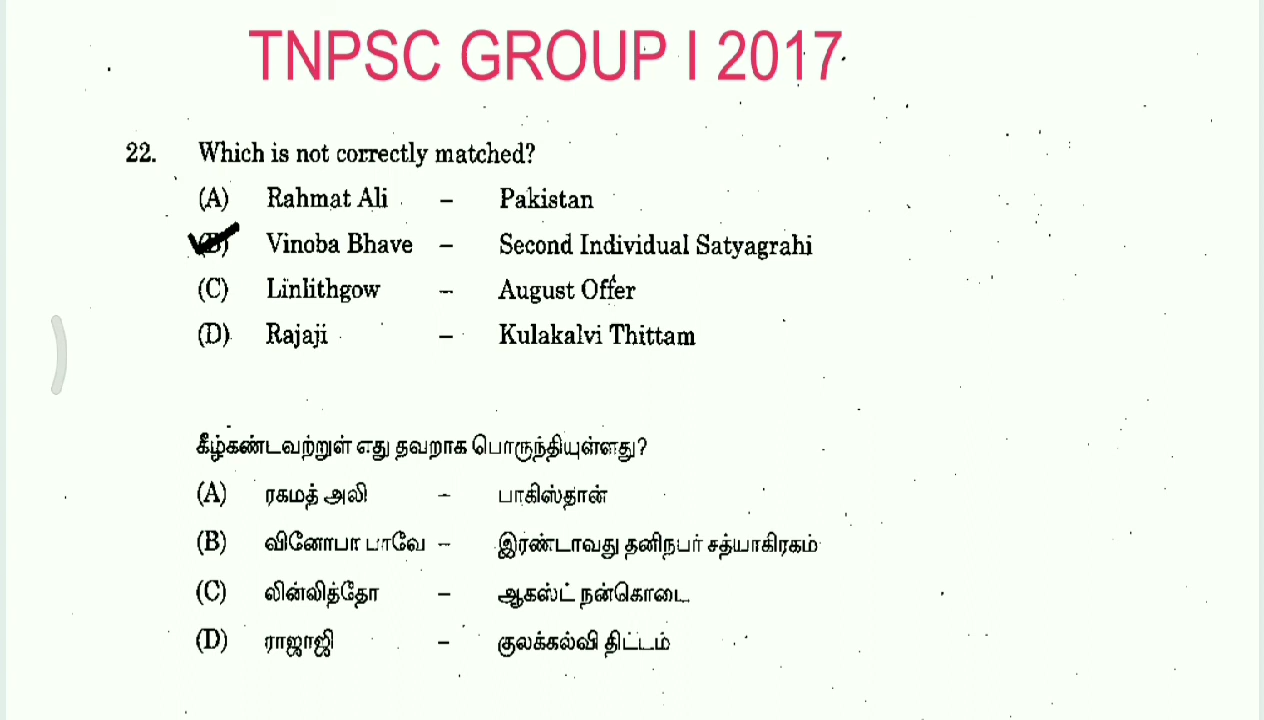 TNPSC GROUP I 2017
22. Which is not correctly matched?
(A) Rahmat Ali – Pakistan
(B) Vinoba Bhave – Second Individual Satyagrahi
(C) Linlithgow – August Offer
(D) Rajaji – Kulakalvi Thittam
கீழ்கண்டவற்றுள் எது தவறாக பொருந்தியுள்ளது?
(A) ரகமத் அலி – பாகிஸ்தான்
(B) வினோபா பாவே – இரண்டாவது தனிநபர் சத்யாகிரகம்
(C) லின்லித்தோ – ஆகஸ்ட் நன்கொடை
(D) ராஜாஜி – குலக்கல்வி திட்டம்